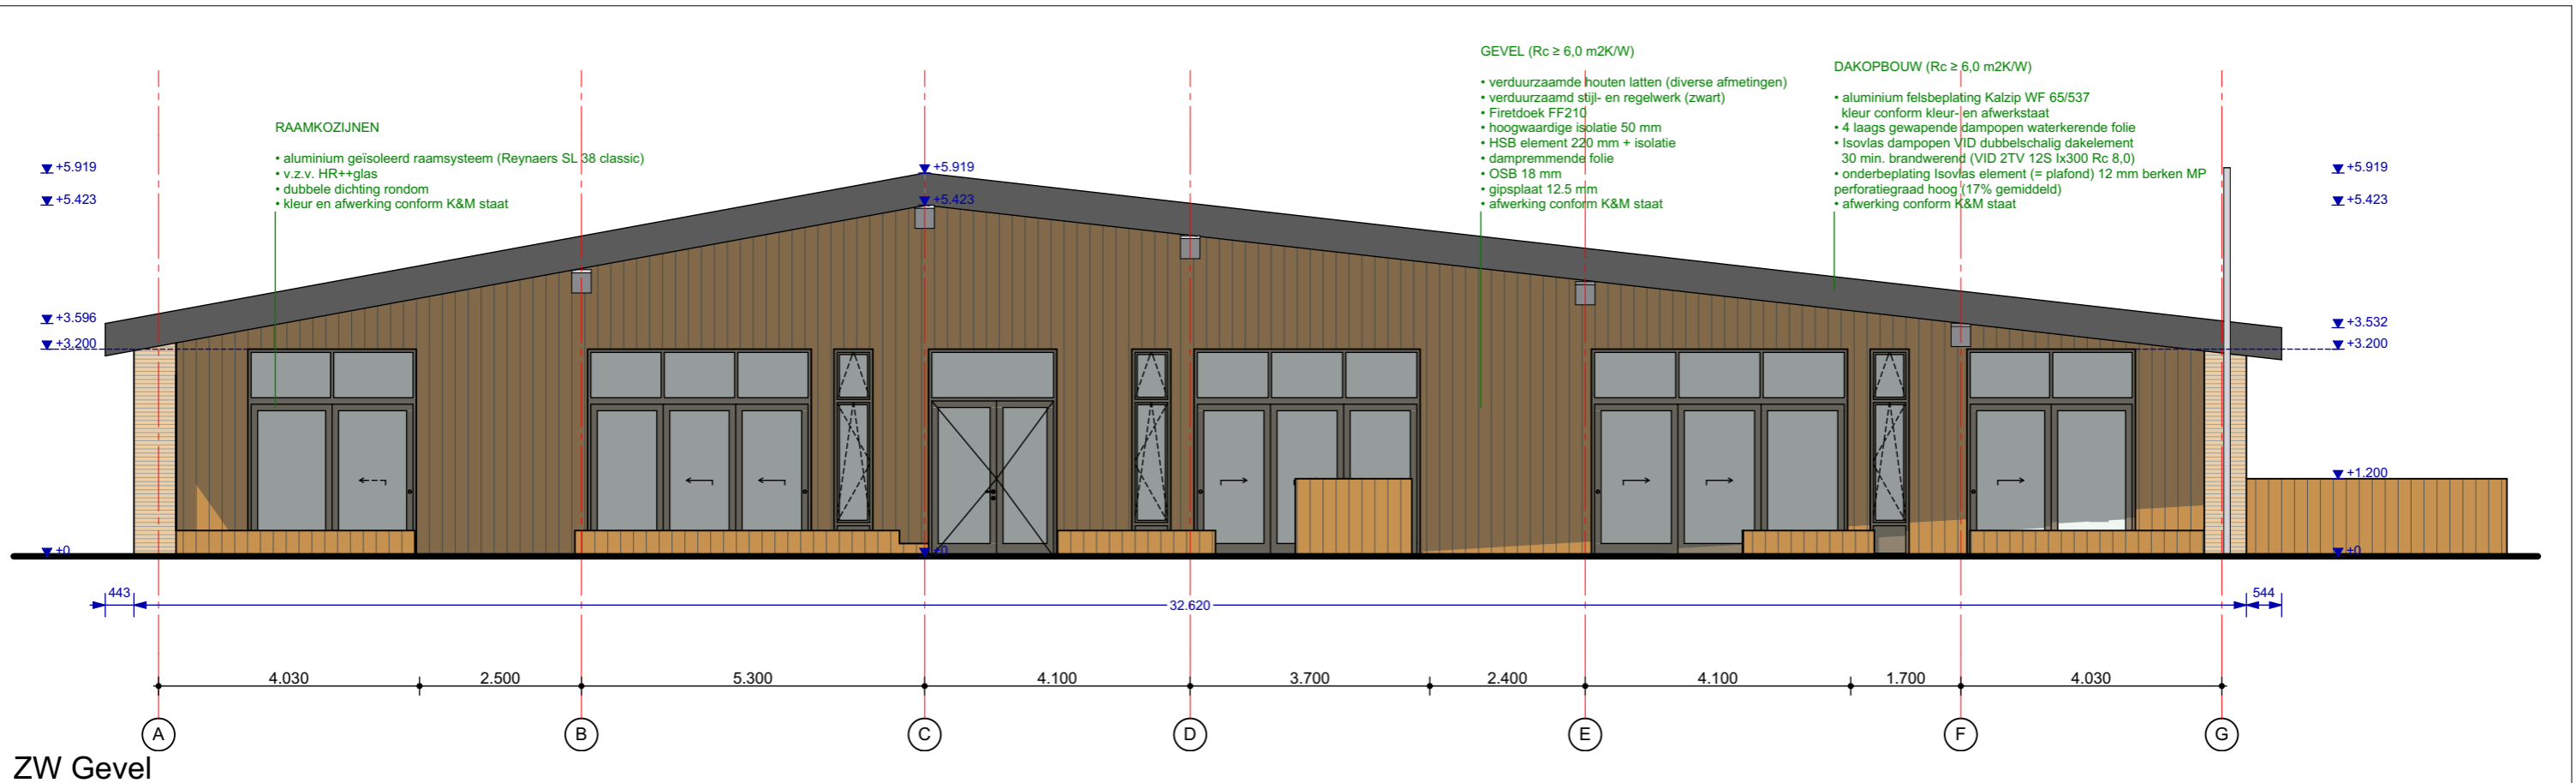 GEVEL (Rc ≥ 6,0 m2K/W)
• verduurzaamde houten latten (diverse afmetingen)
• verduurzaamd stijl- en regelwerk (zwart)
• Firetdoek FF210
• hoogwaardige isolatie 50 mm
• HSB element 220 mm + isolatie
• dampremmende folie
• OSB 18 mm
• gipsplaat 12.5 mm
• afwerking conform K&M staat
DAKOPBOUW (Rc ≥ 6,0 m2K/W)
• aluminium felsbeplating Kalzip WF 65/537
kleur conform kleur- en afwerkstaat
• 4 laags gewapende dampopen waterkerende folie
• Isovlas dampopen VID dubbelschalig dakelement
30 min. brandwerend (VID 2TV 12S Ix300 Rc 8,0)
• onderbeplating Isovlas element (= plafond) 12 mm berken MP
perforatiegraad hoog (17% gemiddeld)
• afwerking conform K&M staat
RAAMKOZIJNEN
• aluminium geïsoleerd raamsysteem (Reynaers SL 38 classic)
• v.z.v. HR++glas
• dubbele dichting rondom
• kleur en afwerking conform K&M staat
+5.919
+5.423
+3.596
+3.200
+0
+5.919
+5.423
+0
+5.919
+5.423
+3.532
+3.200
+1.200
+0
443
32.620
544
4.030
2.500
5.300
4.100
3.700
2.400
4.100
1.700
4.030
A
B
C
D
E
F
G
ZW Gevel